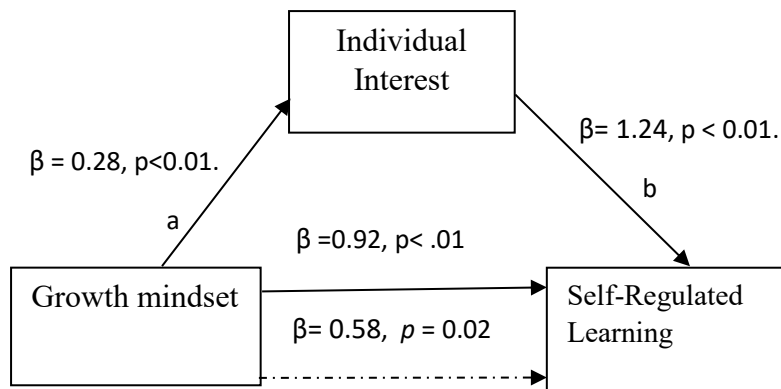 Individual
Interest
β = 0.28, p<0.01.
β= 1.24, p < 0.01.
a
b
β =0.92, p< .01
Growth mindset
Self-Regulated
Learning
β= 0.58, p = 0.02